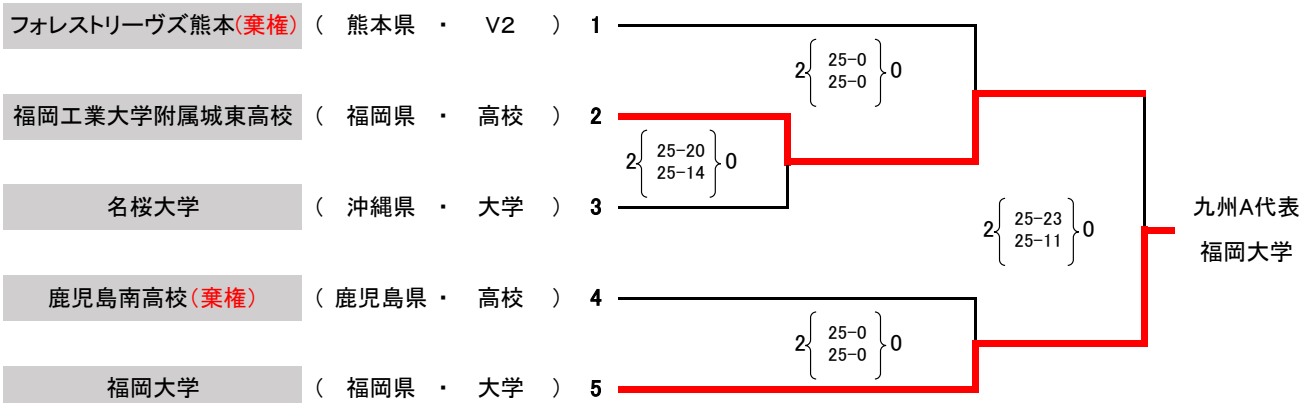 フォレストリーヴズ熊本(棄権) ( 熊本県 ・ V2 ) 1
2 25-0 0
25-0
福岡工業大学附属城東高校 ( 福岡県 ・ 高校 ) 2
2 25-20 0
25-14
名桜大学 ( 沖縄県 ・ 大学 ) 3
2 25-23 0
25-11
九州A代表
福岡大学
鹿児島南高校(棄権) ( 鹿児島県 ・ 高校 ) 4
2 25-0 0
25-0
福岡大学 ( 福岡県 ・ 大学 ) 5